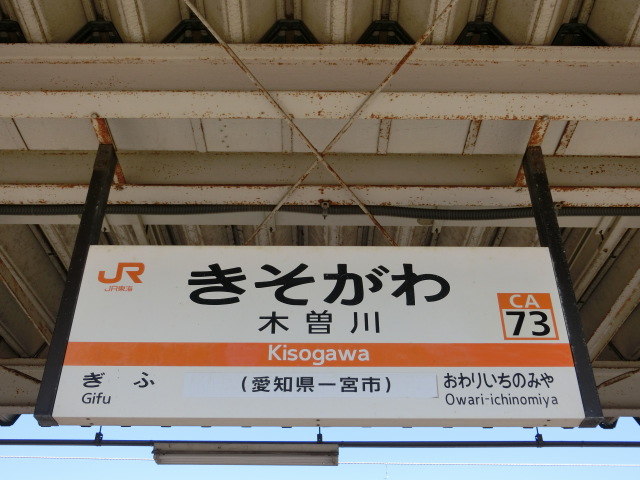 JR
JR東海
きそがわ
木曽川
CA
73
Kisogawa
ぎふ
Gifu
(愛知県一宮市)
おわりいちのみや
Owari-ichinomiya